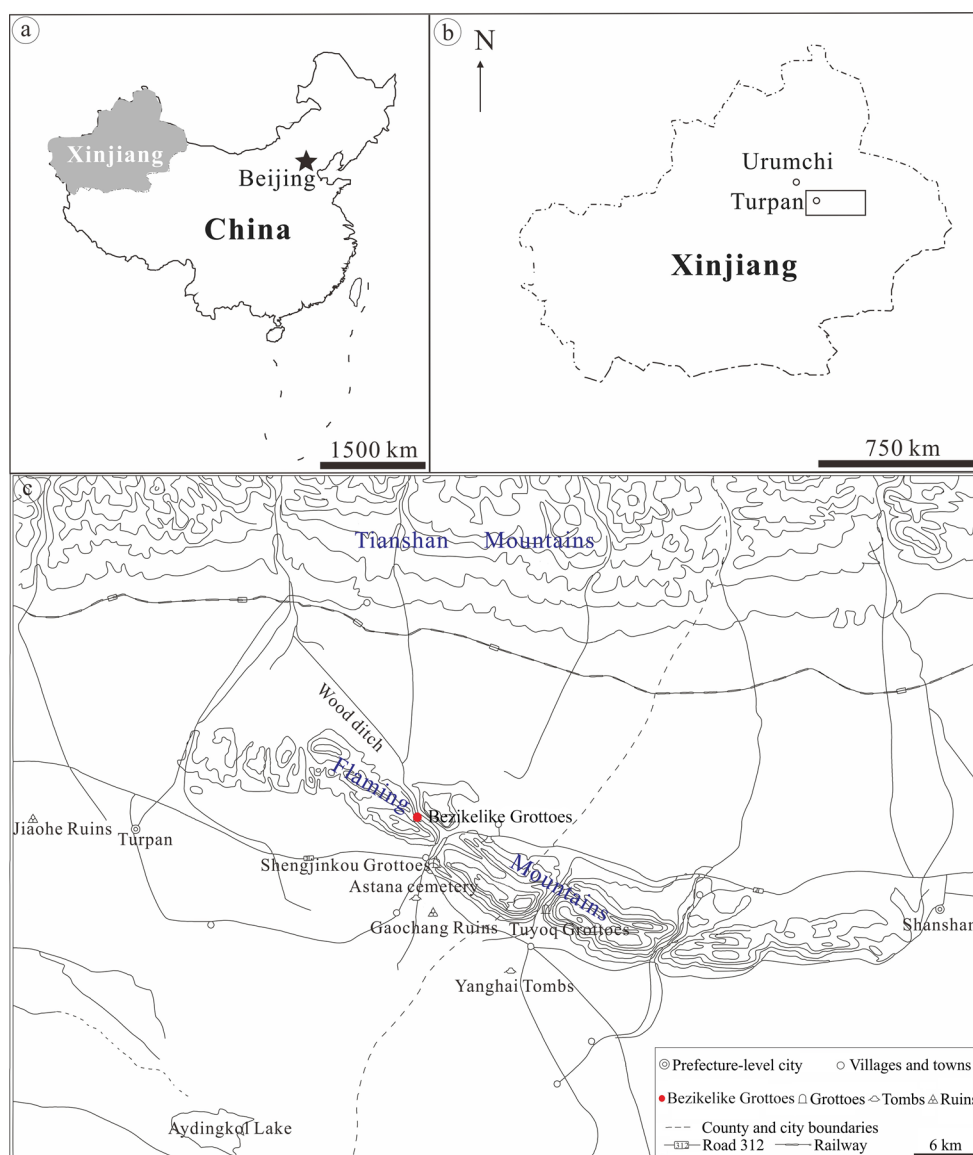 a
Xinjiang
Beijing
China
1500 km
b
N
Urumchi
Turpan
Xinjiang
750 km
c
Tianshan Mountains
Wood ditch
Flaming
Bezikelike Grottoes
Jiaohe Ruins
Turpan
Shengjinkou Grottoes
Mountains
Astana cemetery
Gaochang Ruins
Tuyoq Grottoes
Shanshan
Yanghai Tombs
Aydingkol Lake
Prefecture-level city
Villages and towns
Bezikelike Grottoes
Grottoes
Tombs
Ruins
County and city boundaries
312
Road 312
Railway
6 km